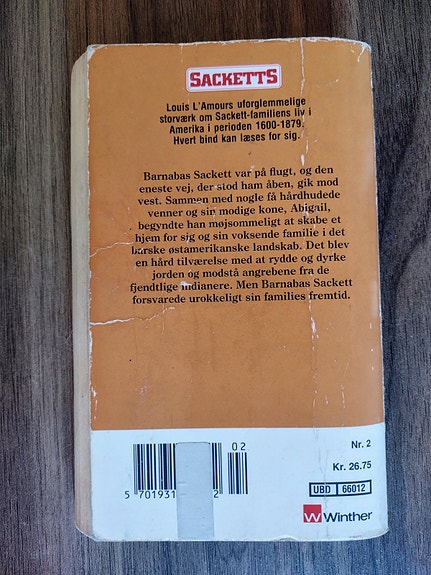 SACKETTS
Louis L'Amours uforglemmelige
storværk om Sackett-familiens liv i
Amerika i perioden 1600-1879.
Hvert bind kan læses for sig.
Barnabas Sackett var på flugt, og den
eneste vej, der stod ham åben, gik mod
vest. Sammen med nogle få hårdhudede
venner og sin modige kone, Abigail,
begyndte han møjsommeligt at skabe et
hjem for sig og sin voksende familie i det
barske østamerikanske landskab. Det blev
en hård tilværelse med at rydde og dyrke
jorden og modstå angrebene fra de
fjendtlige indianere. Men Barnabas Sackett
forsvarede urokkeligt sin families fremtid.
02
5 701931 2
Nr. 2
Kr. 26.75
UBD 66012
W Winther